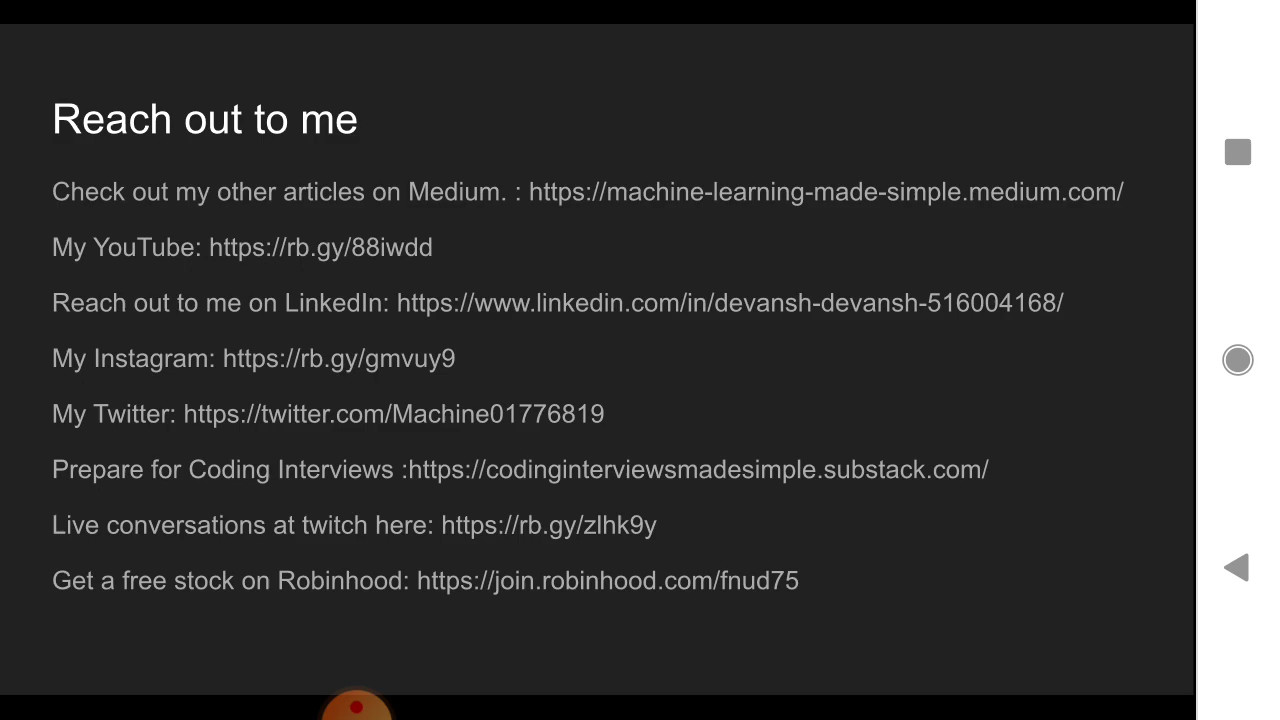 Reach out to me
Check out my other articles on Medium. : https://machine-learning-made-simple.medium.com/
My YouTube: https://rb.gy/88iwdd
Reach out to me on LinkedIn: https://www.linkedin.com/in/devansh-devansh-516004168/
My Instagram: https://rb.gy/gmvuy9
My Twitter: https://twitter.com/Machine01776819
Prepare for Coding Interviews :https://codinginterviewsmadesimple.substack.com/
Live conversations at twitch here: https://rb.gy/zlhk9y
Get a free stock on Robinhood: https://join.robinhood.com/fnud75